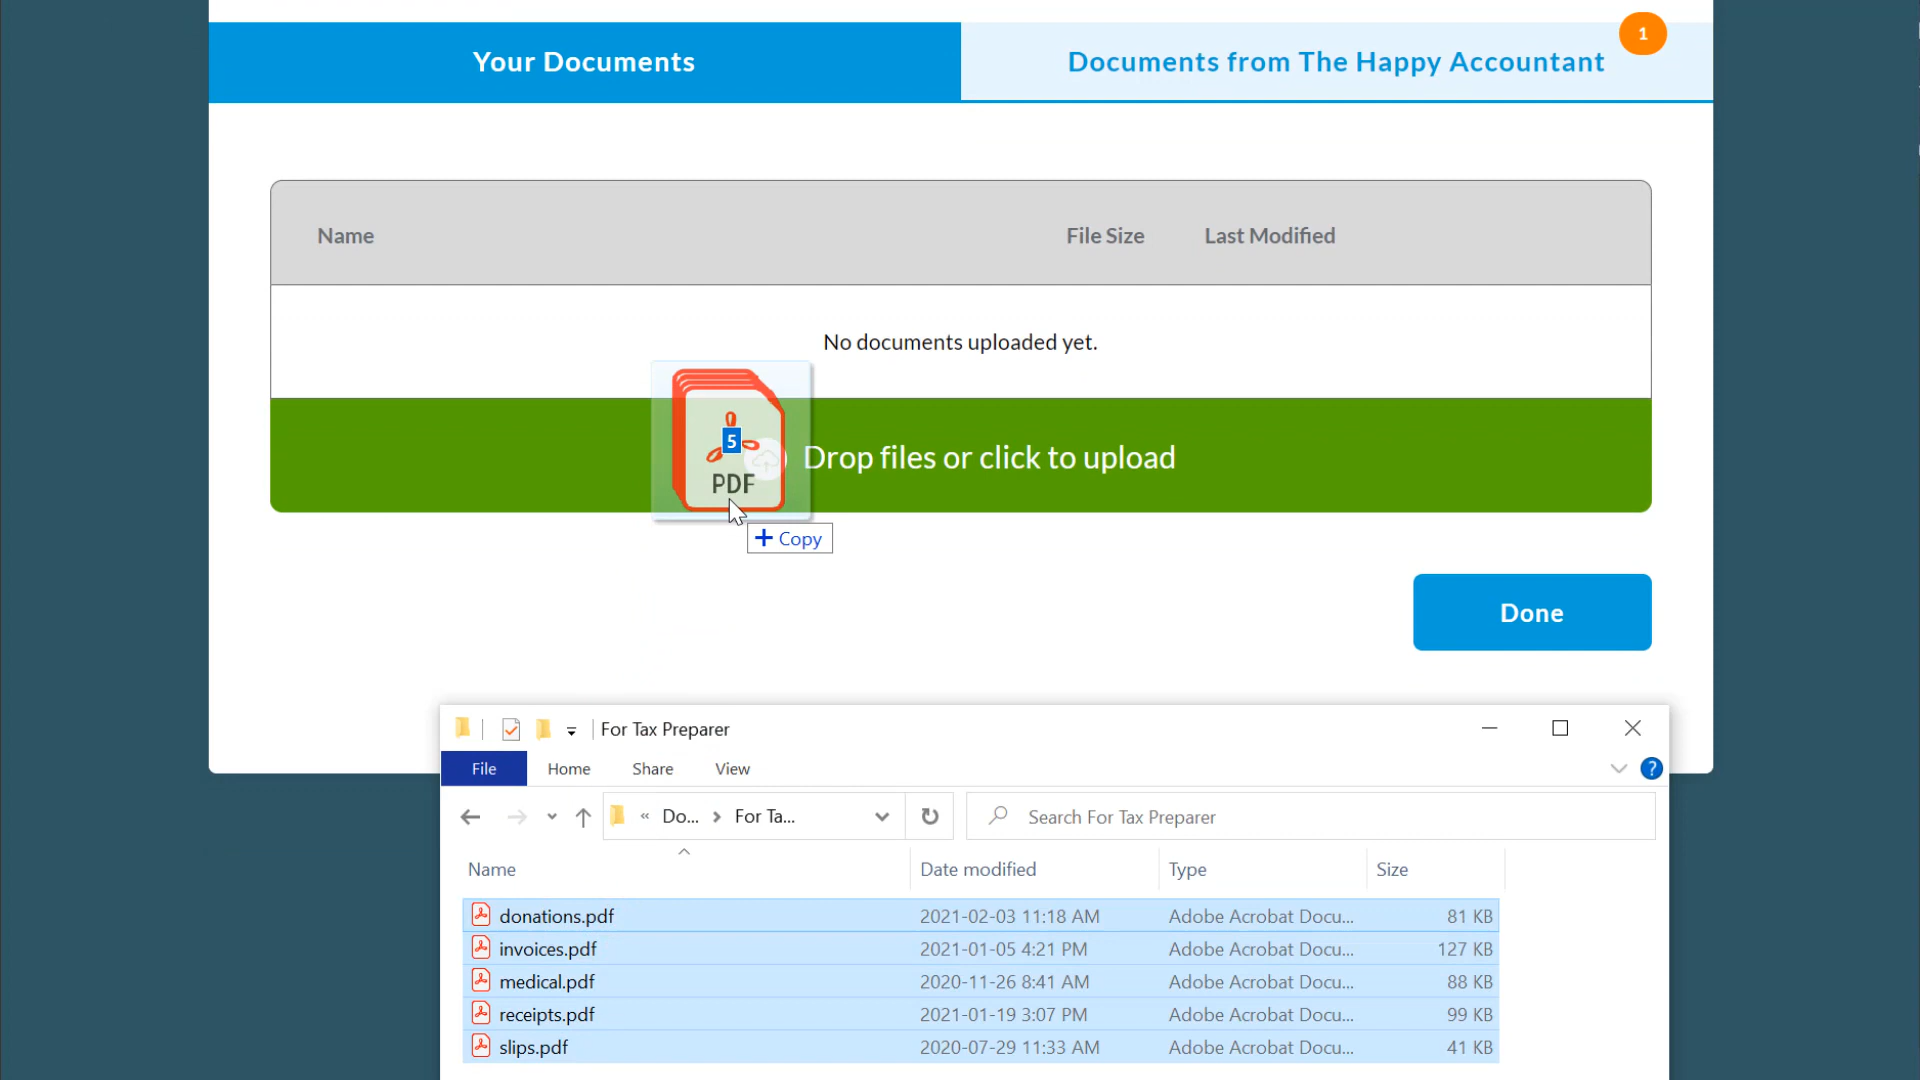 Your Documents
Documents from The Happy Accountant
1
Name File Size Last Modified
No documents uploaded yet.
Drop files or click to upload
5
PDF
+ Copy
Done
For Tax Preparer
File Home Share View
?
« Do... > For Ta...
Search For Tax Preparer
Name Date modified Type Size
donations.pdf 2021-02-03 11:18 AM Adobe Acrobat Docu... 81 KB
invoices.pdf 2021-01-05 4:21 PM Adobe Acrobat Docu... 127 KB
medical.pdf 2020-11-26 8:41 AM Adobe Acrobat Docu... 88 KB
receipts.pdf 2021-01-19 3:07 PM Adobe Acrobat Docu... 99 KB
slips.pdf 2020-07-29 11:33 AM Adobe Acrobat Docu... 41 KB